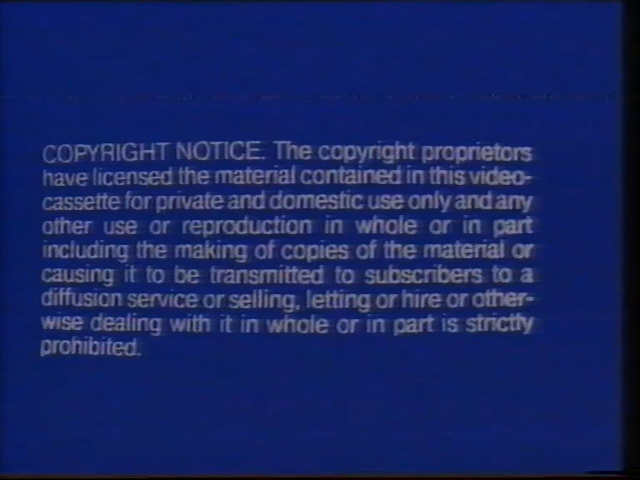 COPYRIGHT NOTICE. The copyright proprietors
have licensed the material contained in this video-
cassette for private and domestic use only and any
other use or reproduction in whole or in part
including the making of copies of the material or
causing it to be transmitted to subscribers to a
diffusion service or selling, letting or hire or other-
wise dealing with it in whole or in part is strictly
prohibited.